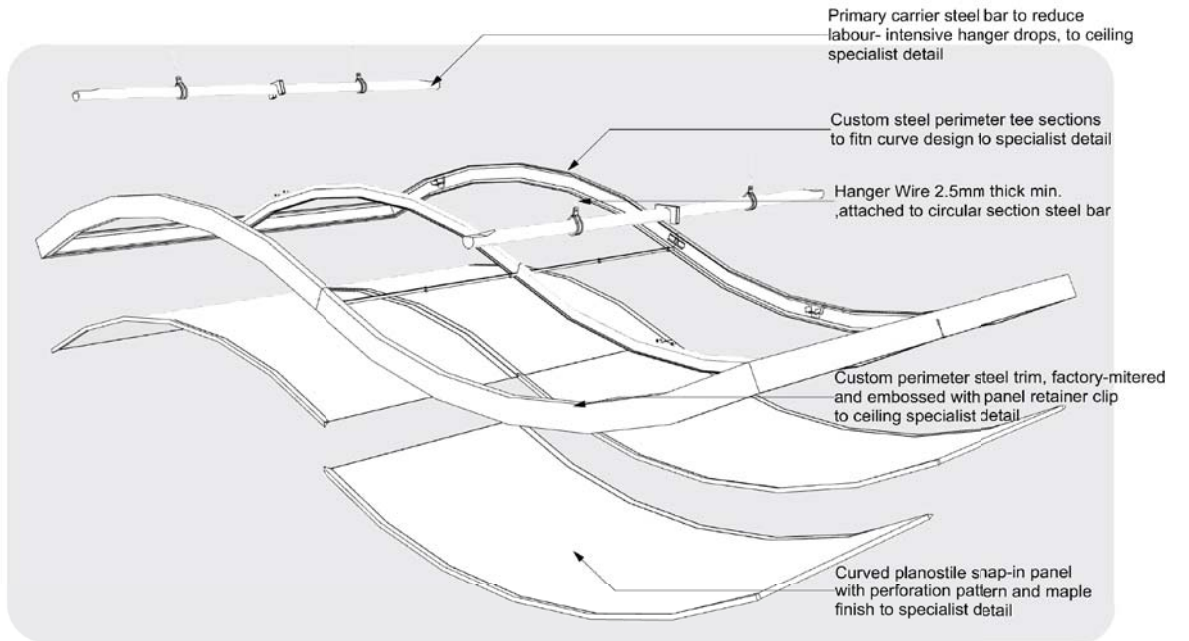 Primary carrier steel bar to reduce
labour- intensive hanger drops, to ceiling
specialist detail
Custom steel perimeter tee sections
to fitn curve design to specialist detail
Hanger Wire 2.5mm thick min.
,attached to circular section steel bar
Custom perimeter steel trim, factory-mitered
and embossed with panel retainer clip
to ceiling specialist detail
Curved planostile snap-in panel
with perforation pattern and maple
finish to specialist detail